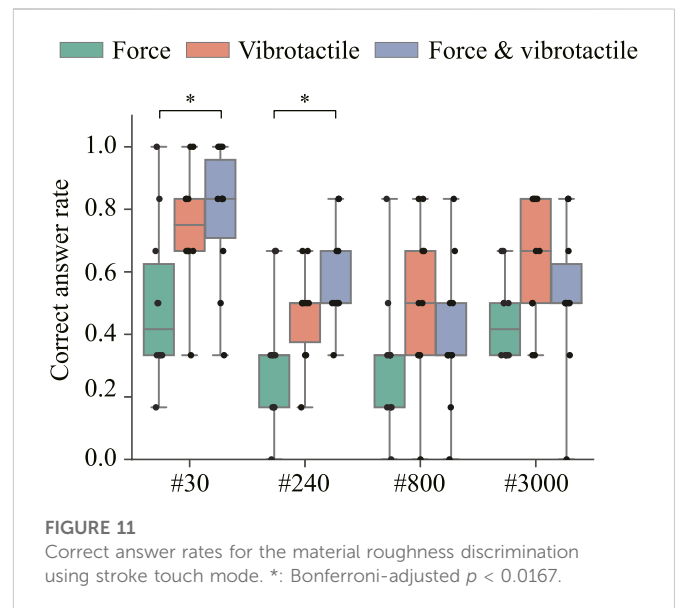 Force Vibrotactile Force & vibrotactile
* *
1.0
0.8
0.6
0.4
0.2
0.0
Correct answer rate
#30 #240 #800 #3000
FIGURE 11
Correct answer rates for the material roughness discrimination
using stroke touch mode. *: Bonferroni-adjusted p < 0.0167.